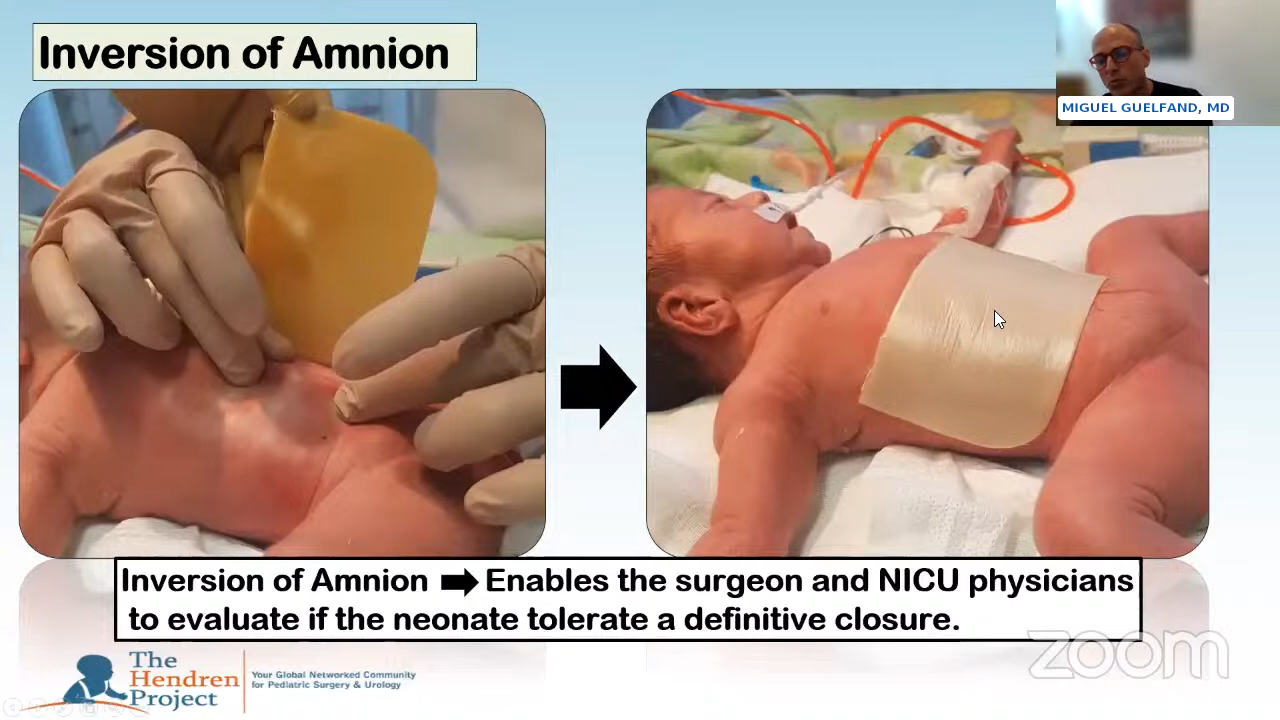 Inversion of Amnion
MIGUEL GUELFAND, MD
Inversion of Amnion Enables the surgeon and NICU physicians
to evaluate if the neonate tolerate a definitive closure.
The
Hendren
Project
Your Global Networked Community
for Pediatric Surgery & Urology
zoom